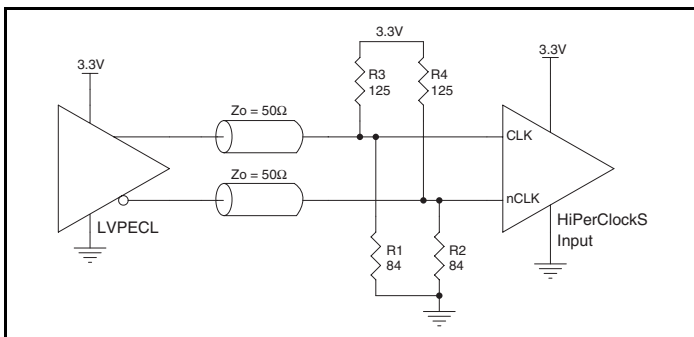 3.3V
3.3V
3.3V
R3
125
R4
125
Zo = 50Ω
CLK
Zo = 50Ω
nCLK
LVPECL
HiPerClockS
Input
R1
84
R2
84